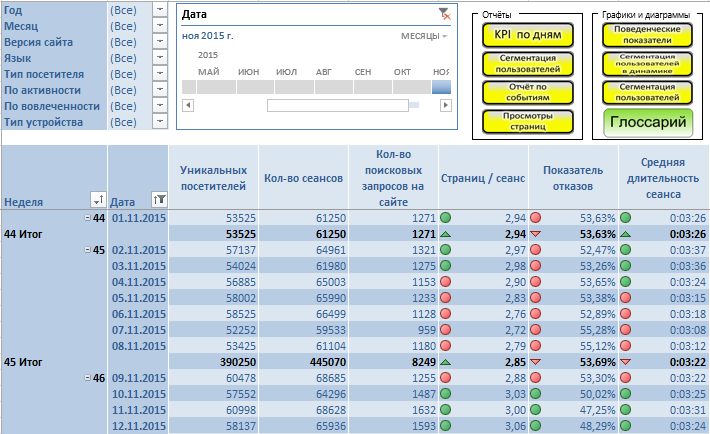 Год (Все)
Месяц (Все)
Версия сайта (Все)
Язык (Все)
Тип посетителя (Все)
По активности (Все)
По вовлеченности (Все)
Тип устройства (Все)
Дата
ноя 2015 г. МЕСЯЦЫ
2015
МАЙ ИЮН ИЮЛ АВГ СЕН ОКТ НОЯ
Отчёты
KPI по дням
Сегментация
пользователей
Отчёт по
событиям
Просмотры
страниц
Графики и диаграммы
Поведенческие
показатели
Сегментация
пользователей
в динамике
Сегментация
пользователей
Глоссарий
Неделя Дата Уникальных посетителей Кол-во сеансов Кол-во поисковых запросов на сайте Страниц / сеанс Показатель отказов Средняя длительность сеанса
44 01.11.2015 53525 61250 1271 2,94 53,63% 0:03:26
44 Итог 53525 61250 1271 2,94 53,63% 0:03:26
45 02.11.2015 57137 64961 1321 2,97 52,47% 0:03:37
03.11.2015 54024 61980 1275 2,98 53,26% 0:03:36
04.11.2015 56885 65003 1153 2,90 53,65% 0:03:24
05.11.2015 58002 65990 1233 2,83 53,38% 0:03:15
06.11.2015 58525 66499 1128 2,76 52,89% 0:03:18
07.11.2015 52252 59533 959 2,72 55,28% 0:03:08
08.11.2015 53425 61104 1180 2,79 55,12% 0:03:12
45 Итог 390250 445070 8249 2,85 53,69% 0:03:22
46 09.11.2015 60478 68685 1255 2,88 53,30% 0:03:22
10.11.2015 57552 64296 1487 3,03 50,02% 0:03:25
11.11.2015 60998 68628 1632 3,00 47,25% 0:03:31
12.11.2015 58137 65936 1593 3,06 48,29% 0:03:24